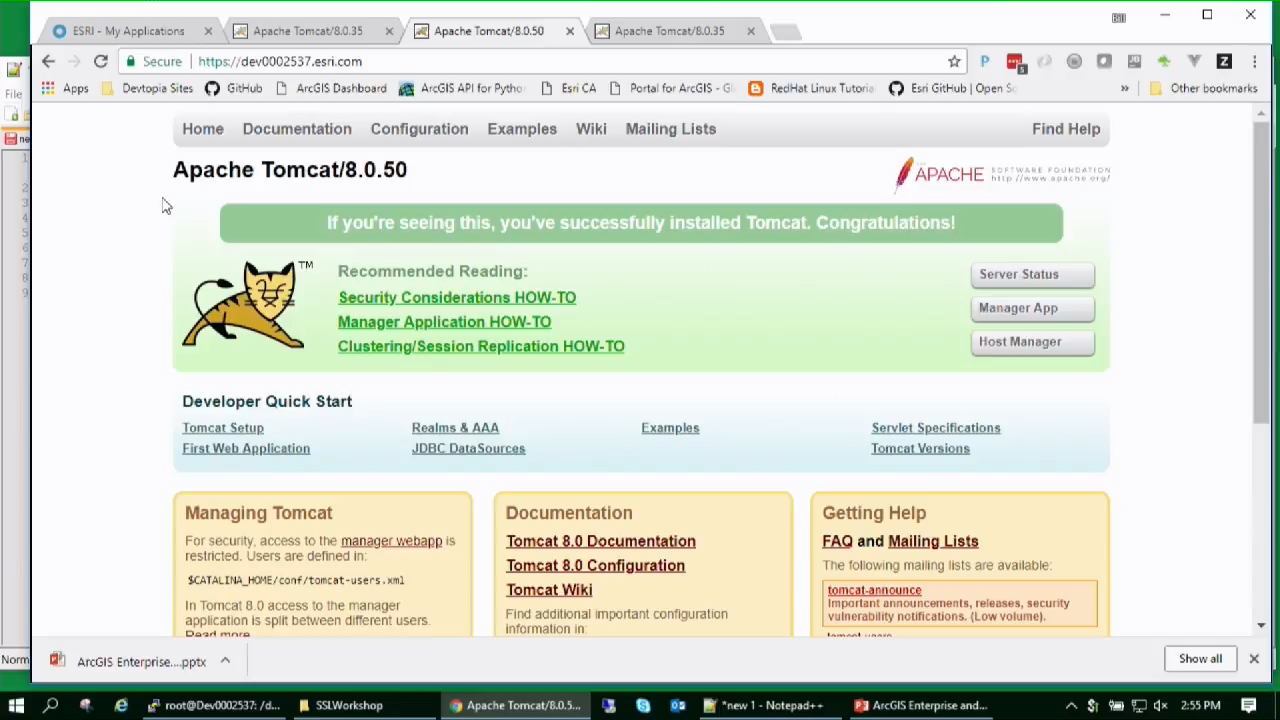 ESRI - My Applications
Apache Tomcat/8.0.35
Apache Tomcat/8.0.50
Apache Tomcat/8.0.35
Secure
https://dev0002537.esri.com
Apps
Devtopia Sites
GitHub
ArcGIS Dashboard
ArcGIS API for Pytho
Esri CA
Portal for ArcGIS - Gi
RedHat Linux Tutoria
Esri GitHub | Open So
Other bookmarks
File
Home
Documentation
Configuration
Examples
Wiki
Mailing Lists
Find Help
Apache Tomcat/8.0.50
APACHE
SOFTWARE FOUNDATION
http://www.apache.org/
If you're seeing this, you've successfully installed Tomcat. Congratulations!
TM
Recommended Reading:
Security Considerations HOW-TO
Manager Application HOW-TO
Clustering/Session Replication HOW-TO
Server Status
Manager App
Host Manager
Developer Quick Start
Tomcat Setup
First Web Application
Realms & AAA
JDBC DataSources
Examples
Servlet Specifications
Tomcat Versions
Managing Tomcat
For security, access to the manager webapp is
restricted. Users are defined in:
$CATALINA_HOME/conf/tomcat-users.xml
In Tomcat 8.0 access to the manager
application is split between different users.
Read more...
Documentation
Tomcat 8.0 Documentation
Tomcat 8.0 Configuration
Tomcat Wiki
Find additional important configuration
information in:
Getting Help
FAQ and Mailing Lists
The following mailing lists are available:
tomcat-announce
Important announcements, releases, security
vulnerability notifications. (Low volume).
tomcat-users
Norm
ArcGIS Enterprise....pptx
Show all
root@Dev0002537: /d...
SSLWorkshop
Apache Tomcat/8.0.5...
*new 1 - Notepad++
ArcGIS Enterprise and...
2:55 PM